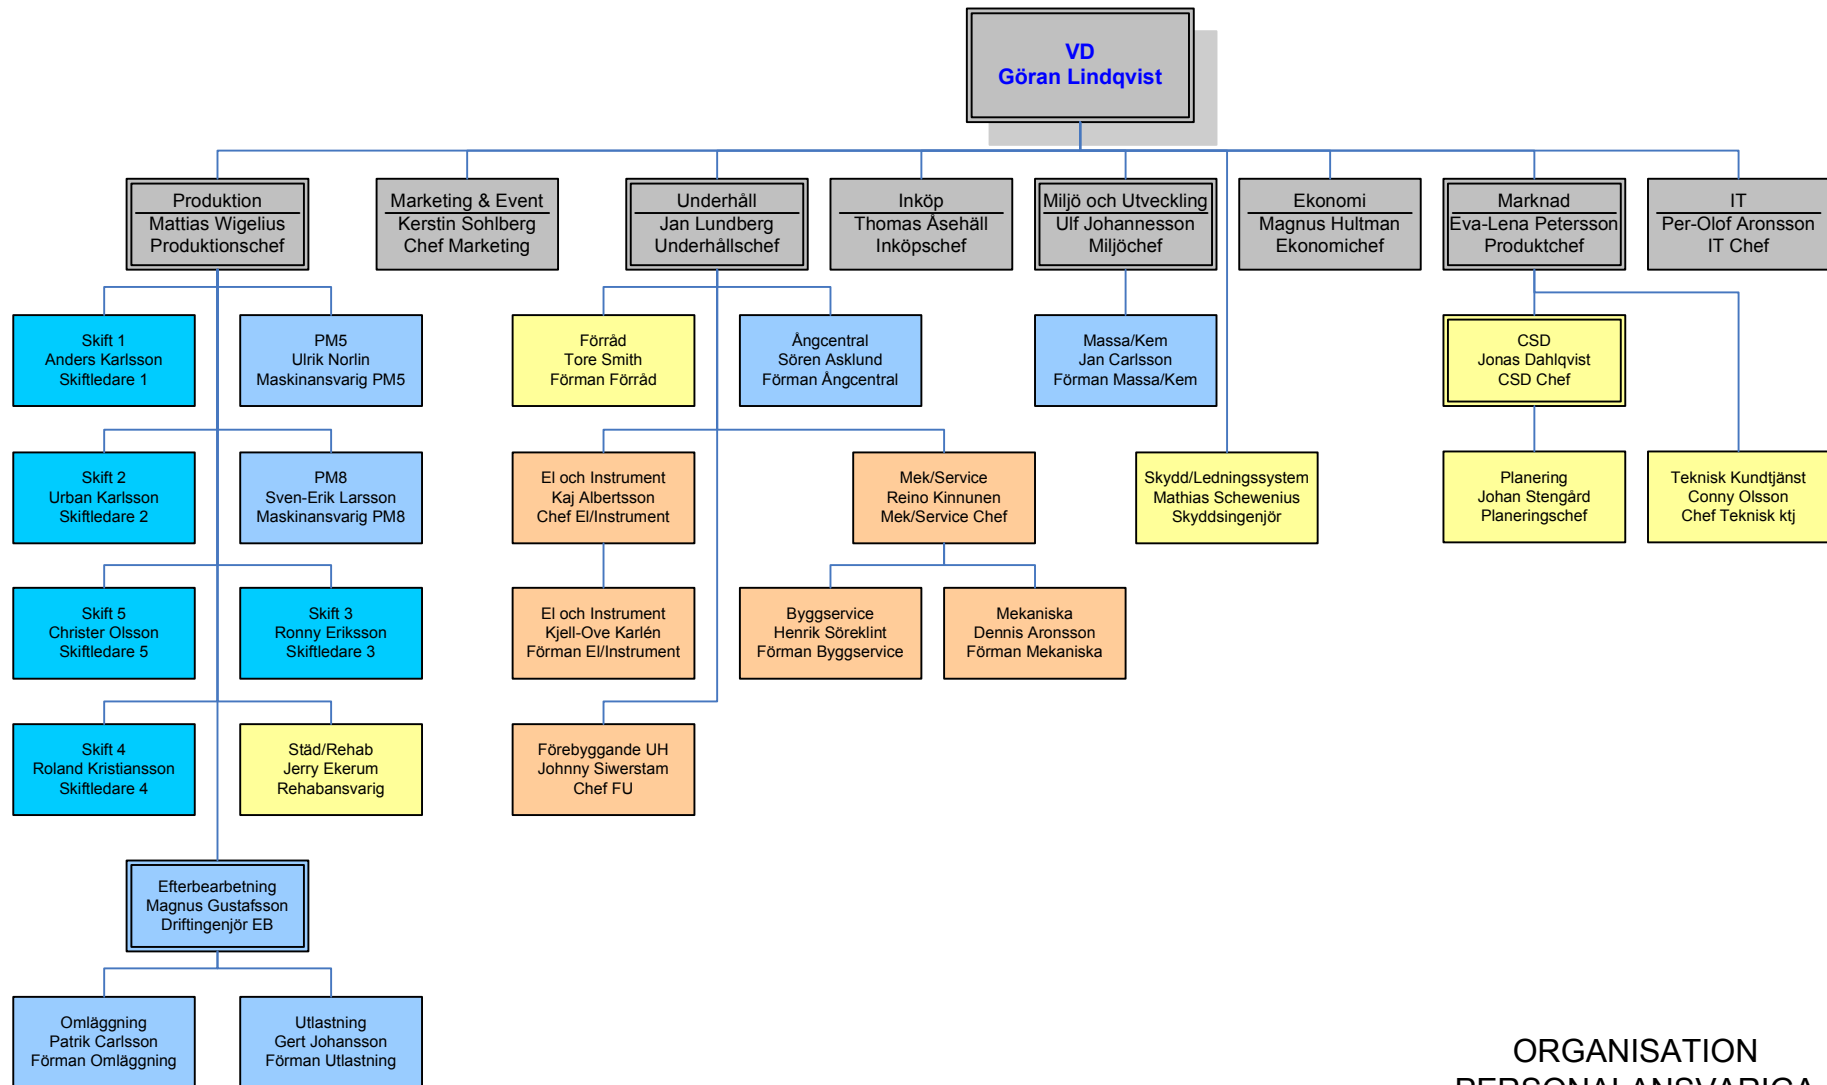 VD
Göran Lindqvist
Produktion
Mattias Wigelius
Produktionschef
Marketing & Event
Kerstin Sohlberg
Chef Marketing
Underhåll
Jan Lundberg
Underhållschef
Inköp
Thomas Åsehäll
Inköpschef
Miljö och Utveckling
Ulf Johannesson
Miljöchef
Ekonomi
Magnus Hultman
Ekonomichef
Marknad
Eva-Lena Petersson
Produktchef
IT
Per-Olof Aronsson
IT Chef
Skift 1
Anders Karlsson
Skiftledare 1
PM5
Ulrik Norlin
Maskinansvarig PM5
Förråd
Tore Smith
Förman Förråd
Ångcentral
Sören Asklund
Förman Ångcentral
Massa/Kem
Jan Carlsson
Förman Massa/Kem
CSD
Jonas Dahlqvist
CSD Chef
Skift 2
Urban Karlsson
Skiftledare 2
PM8
Sven-Erik Larsson
Maskinansvarig PM8
El och Instrument
Kaj Albertsson
Chef El/Instrument
Mek/Service
Reino Kinnunen
Mek/Service Chef
Skydd/Ledningssystem
Mathias Schewenius
Skyddsingenjör
Planering
Johan Stengård
Planeringschef
Teknisk Kundtjänst
Conny Olsson
Chef Teknisk ktj
Skift 5
Christer Olsson
Skiftledare 5
Skift 3
Ronny Eriksson
Skiftledare 3
El och Instrument
Kjell-Ove Karlén
Förman El/Instrument
Byggservice
Henrik Söreklint
Förman Byggservice
Mekaniska
Dennis Aronsson
Förman Mekaniska
Skift 4
Roland Kristiansson
Skiftledare 4
Städ/Rehab
Jerry Ekerum
Rehabansvarig
Förebyggande UH
Johnny Siwerstam
Chef FU
Efterbearbetning
Magnus Gustafsson
Driftingenjör EB
Omläggning
Patrik Carlsson
Förman Omläggning
Utlastning
Gert Johansson
Förman Utlastning
ORGANISATION
PERSONALANSVARIGA